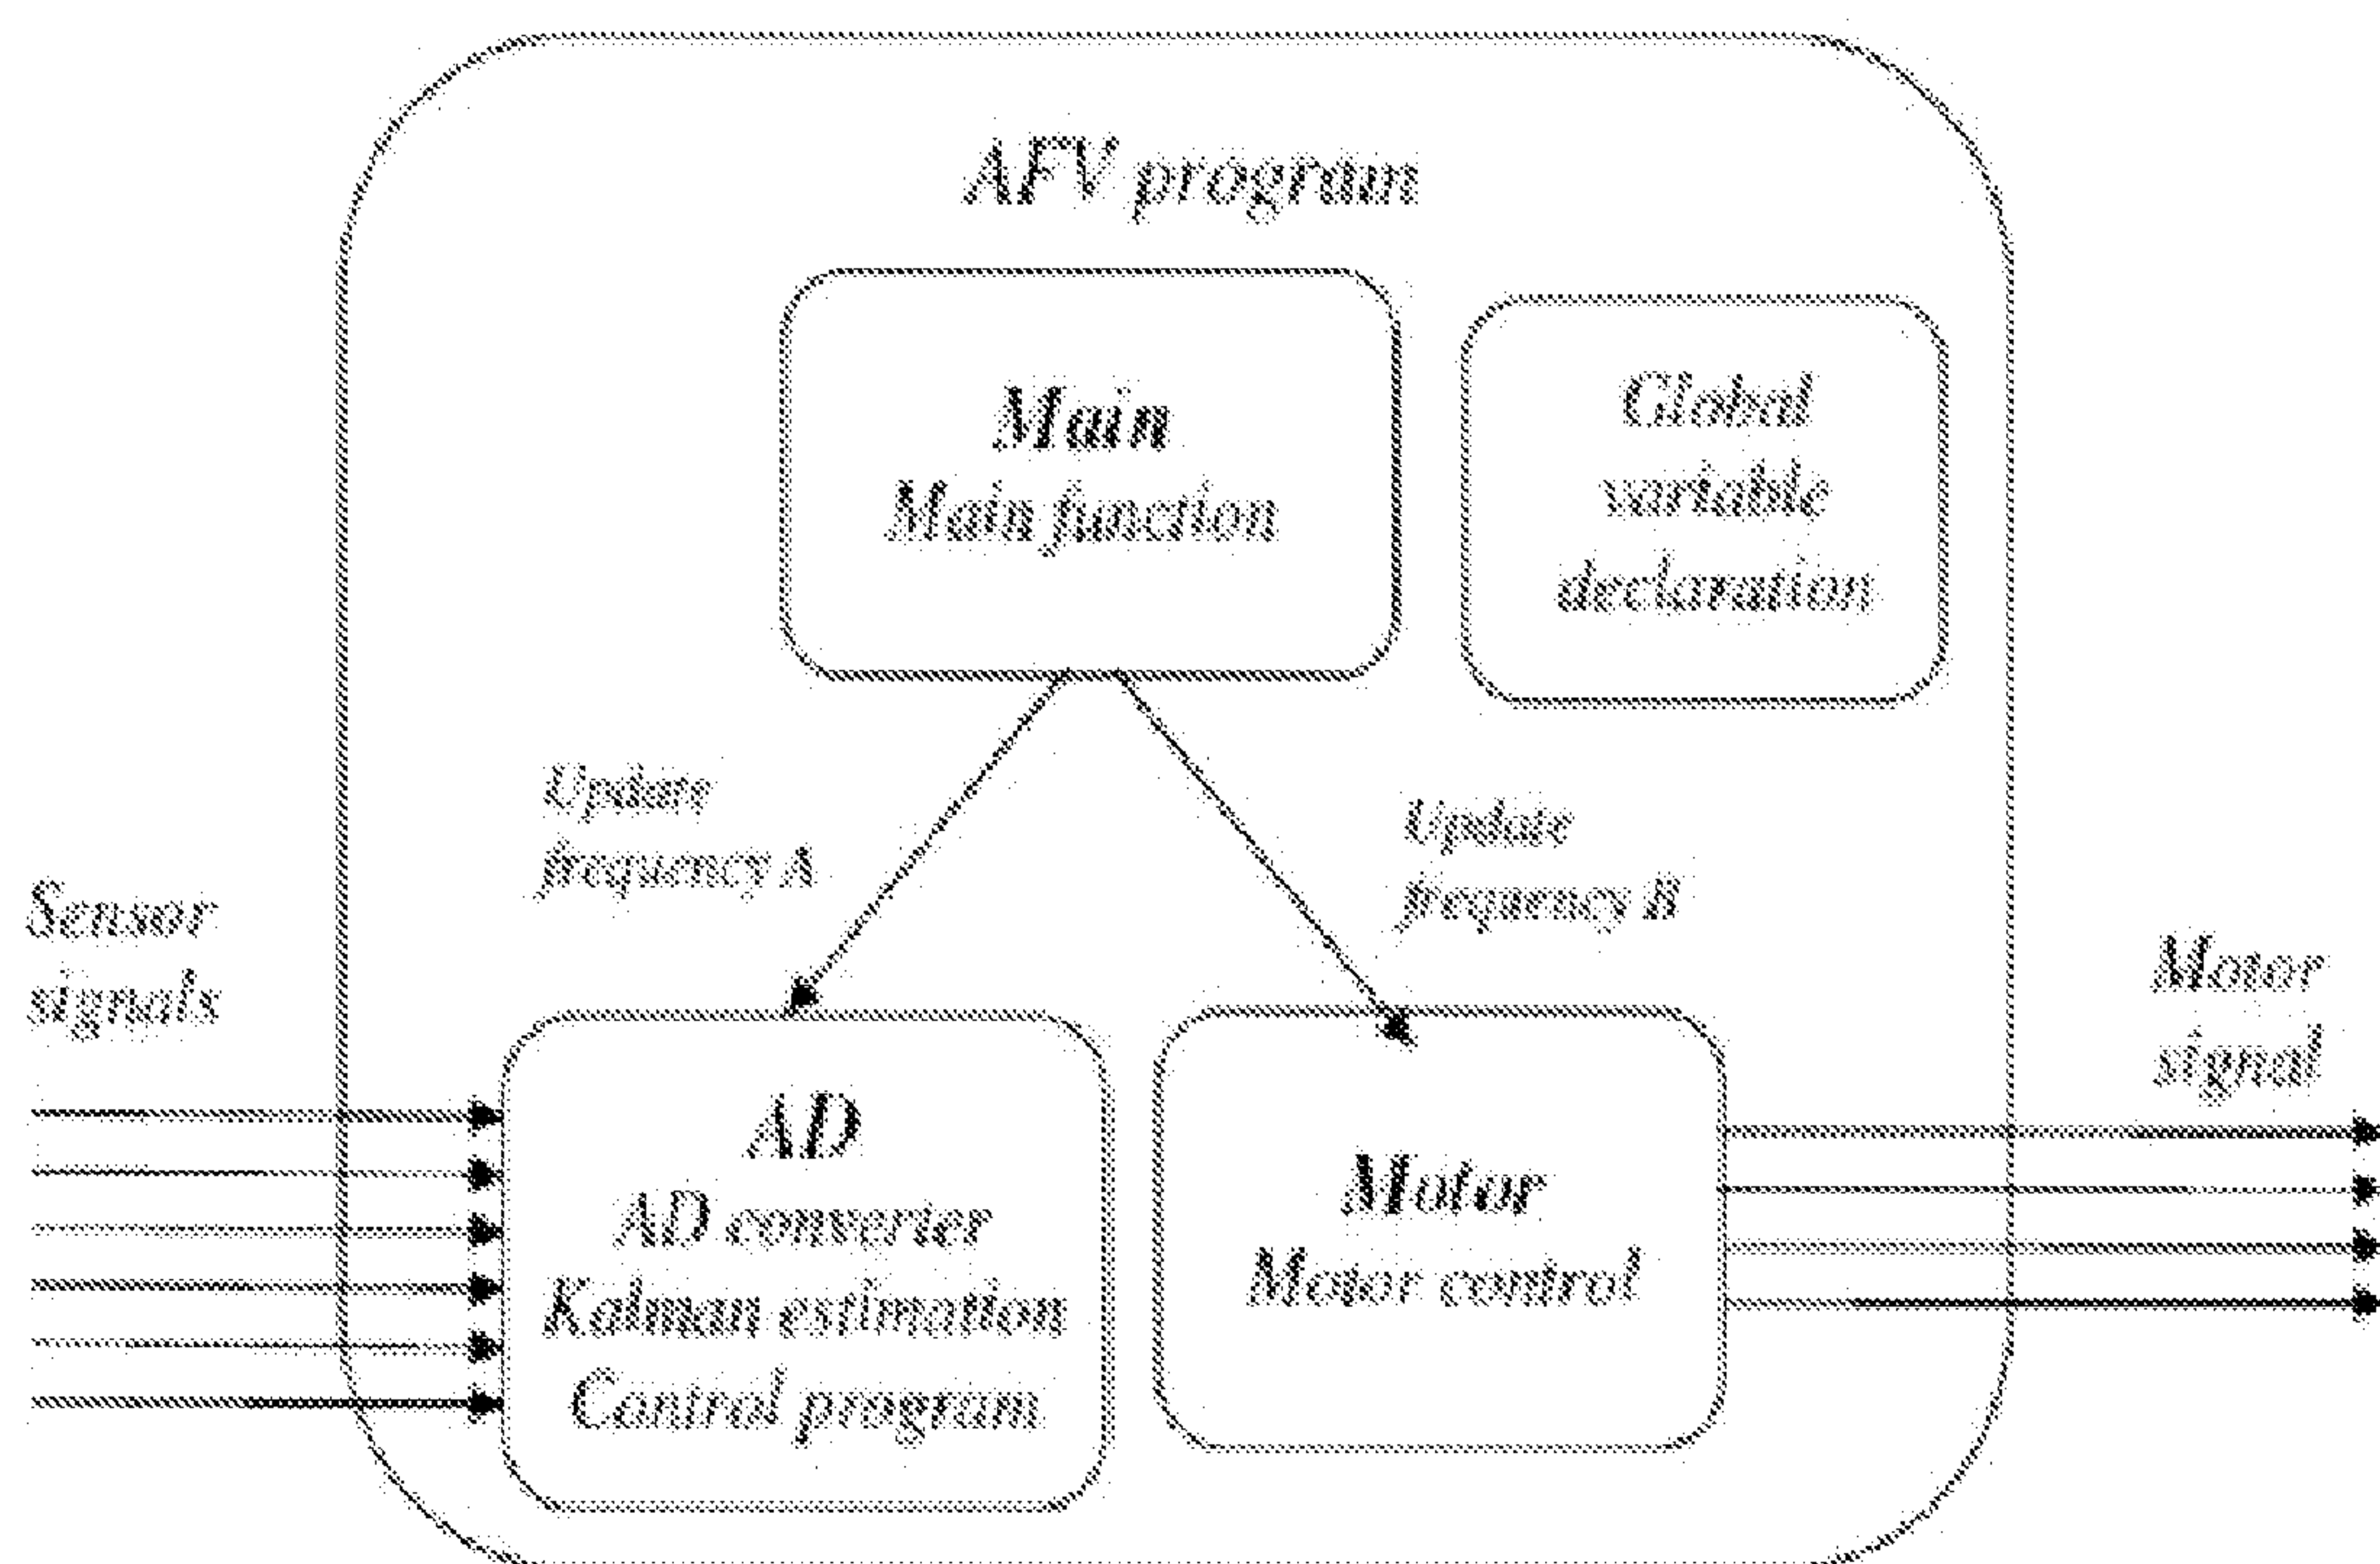 AFV program
Main
Main function
Global
variable
declaration
Update
frequency A
Update
frequency B
Sensor
signals
Motor
signal
AD
AD converter
Kalman estimation
Control program
Motor
Motor control